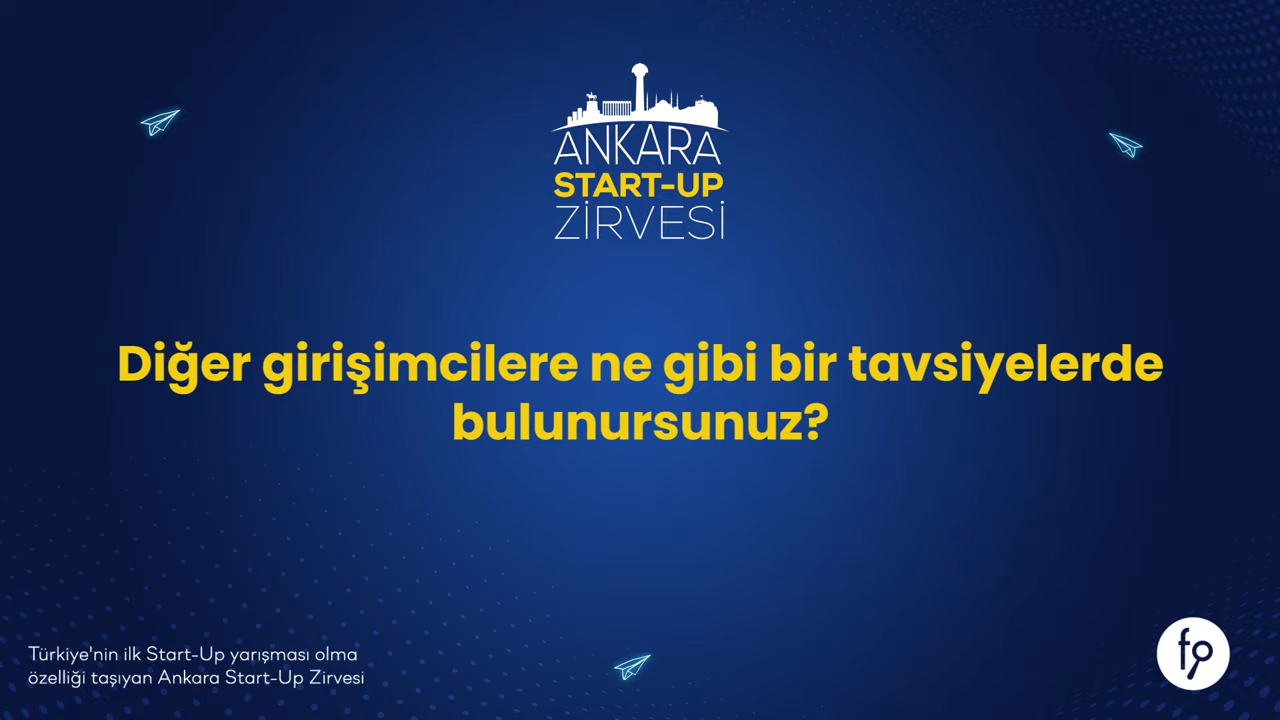 ANKARA
START-UP
ZİRVESİ
Diğer girişimcilere ne gibi bir tavsiyelerde
bulunursunuz?
Türkiye'nin ilk Start-Up yarışması olma
özelliği taşıyan Ankara Start-Up Zirvesi